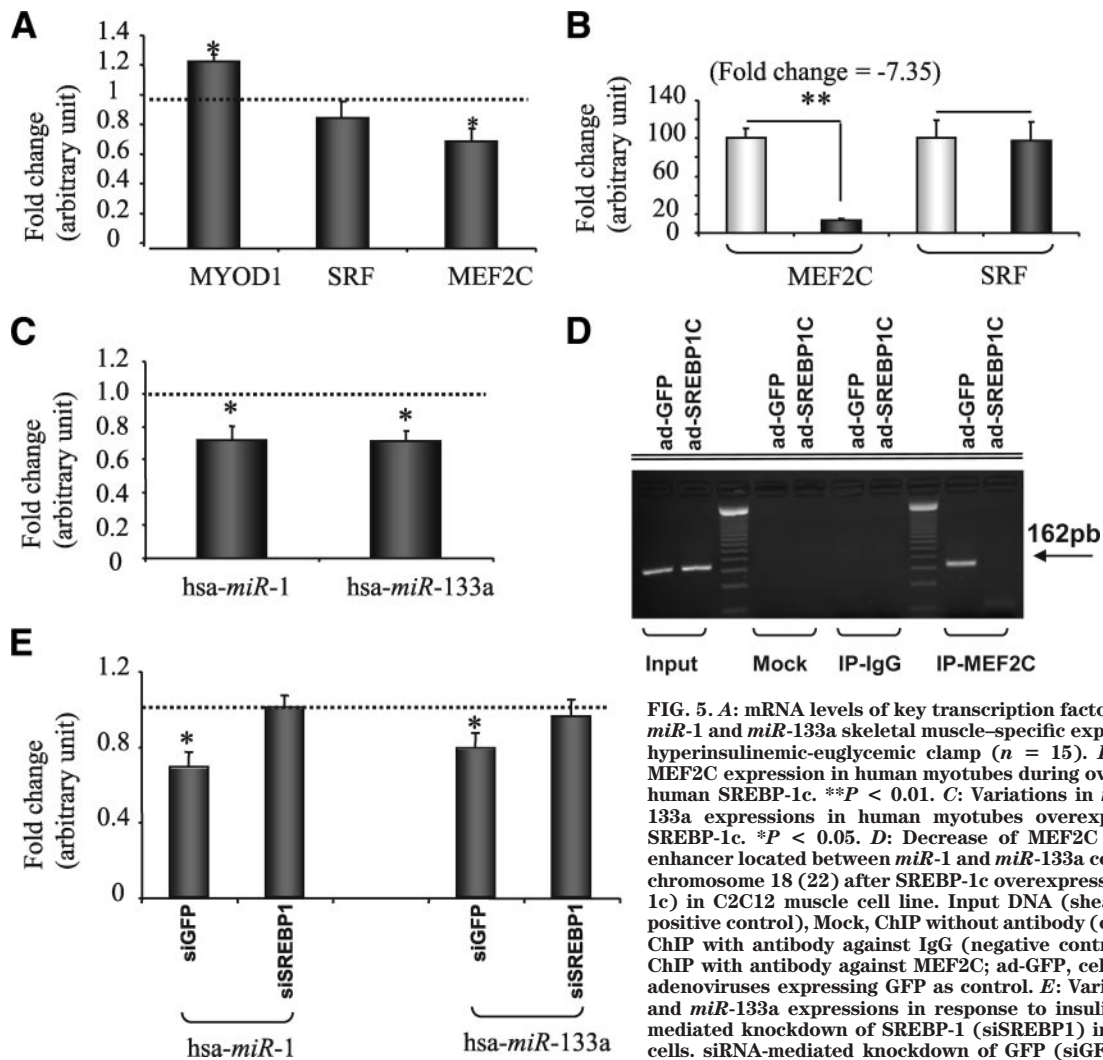 A
Fold change
(arbitrary unit)
1.4
1.2
1
0.8
0.6
0.4
0.2
0
*
*
MYOD1 SRF MEF2C
B
(Fold change = -7.35)
**
Fold change
(arbitrary unit)
140
120
100
80
60
40
20
0
MEF2C SRF
C
Fold change
(arbitrary unit)
1.2
1.0
0.8
0.6
0.4
0.2
0
* *
hsa-miR-1 hsa-miR-133a
D
ad-GFP
ad-SREBP1C
ad-GFP
ad-SREBP1C
ad-GFP
ad-SREBP1C
ad-GFP
ad-SREBP1C
162pb
Input Mock IP-IgG IP-MEF2C
E
Fold change
(arbitrary unit)
1.2
0.8
0.4
0
* *
siGFP
siSREBP1
siGFP
siSREBP1
hsa-miR-1 hsa-miR-133a
FIG. 5. A: mRNA levels of key transcription facto
miR-1 and miR-133a skeletal muscle–specific exp
hyperinsulinemic-euglycemic clamp (n = 15).
MEF2C expression in human myotubes during ov
human SREBP-1c. **P < 0.01. C: Variations in
133a expressions in human myotubes overexp
SREBP-1c. *P < 0.05. D: Decrease of MEF2C
enhancer located between miR-1 and miR-133a co
chromosome 18 (22) after SREBP-1c overexpress
1c) in C2C12 muscle cell line. Input DNA (shea
positive control), Mock, ChIP without antibody (
ChIP with antibody against IgG (negative contr
ChIP with antibody against MEF2C; ad-GFP, cel
adenoviruses expressing GFP as control. E: Vari
and miR-133a expressions in response to insuli
mediated knockdown of SREBP-1 (siSREBP1) in
cells. siRNA-mediated knockdown of GFP (siGF